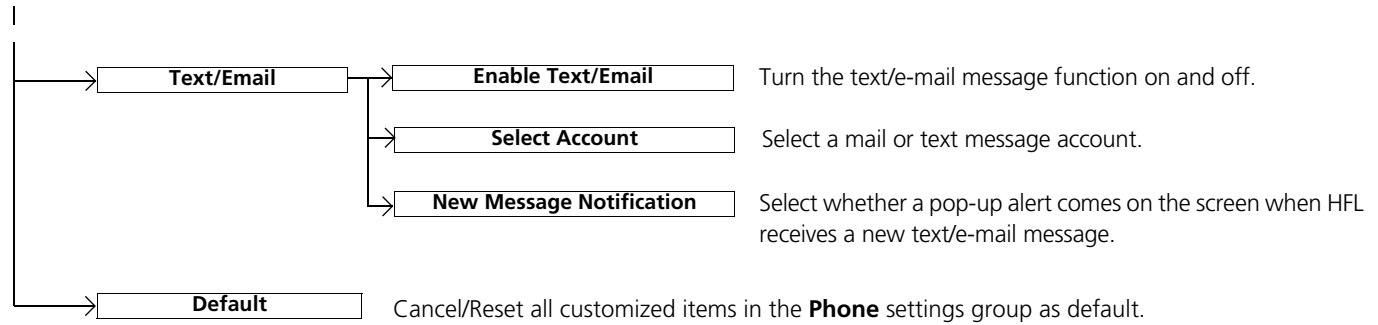 Text/Email
Enable Text/Email
Turn the text/e-mail message function on and off.
Select Account
Select a mail or text message account.
New Message Notification
Select whether a pop-up alert comes on the screen when HFL
receives a new text/e-mail message.
Default
Cancel/Reset all customized items in the Phone settings group as default.